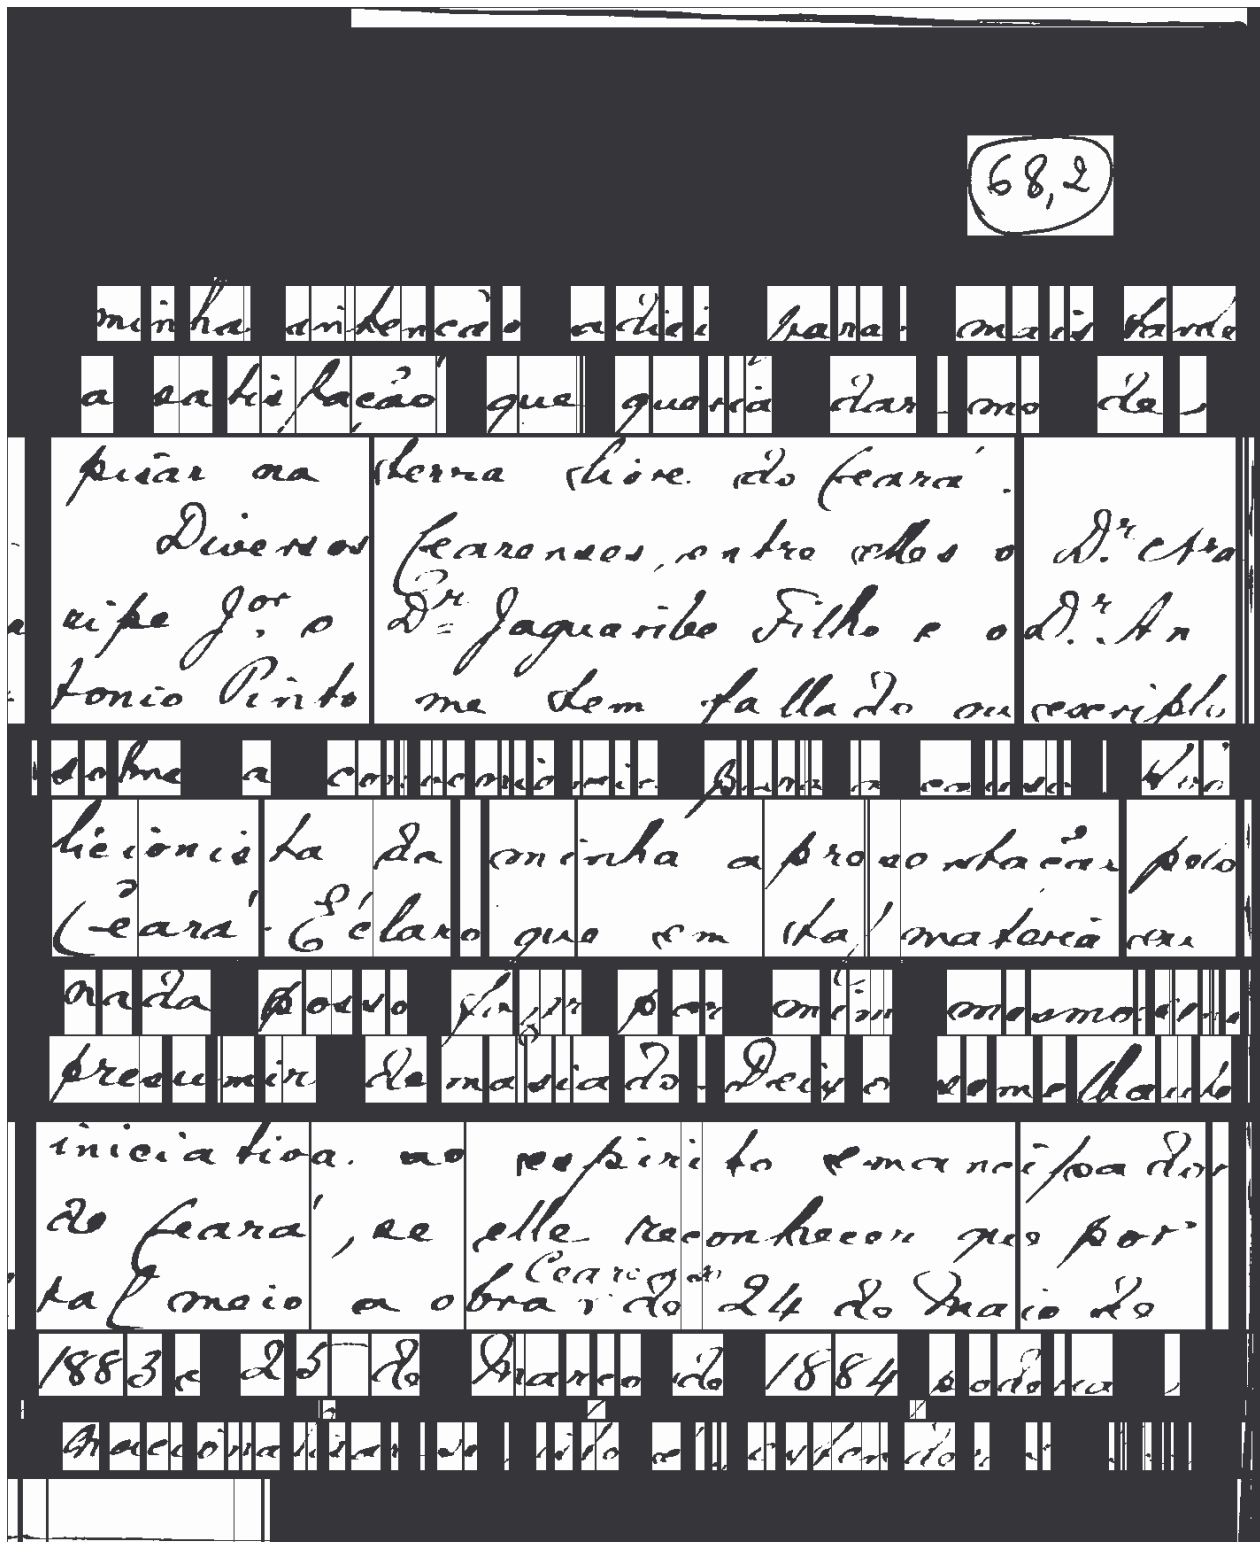 68,2
minha intenção adiei para mais tarde
a satisfação que queria dar-me de
pisar na terra livre do Ceará.
Diversos Cearenses, entre elles o Dr. Ara
ripe Jor. o Dr. Jaguaribe Filho e o Dr. An
tonio Pinto me tem fallado ou escripto
sobre a conveniencia para a causa Abo
licionista da minha apresentação pelo
Ceará. É claro que em tal materia eu
nada posso fazer por mim mesmo sem
presumir demasiado. Deixo semelhante
iniciativa ao espirito emancipador
do Ceará, se elle reconhecer que por
tal meio a obra Cearense de 24 de Maio de
1883 e 25 de Março de 1884 poderia
nacionalisar-se, isto é, estender-se